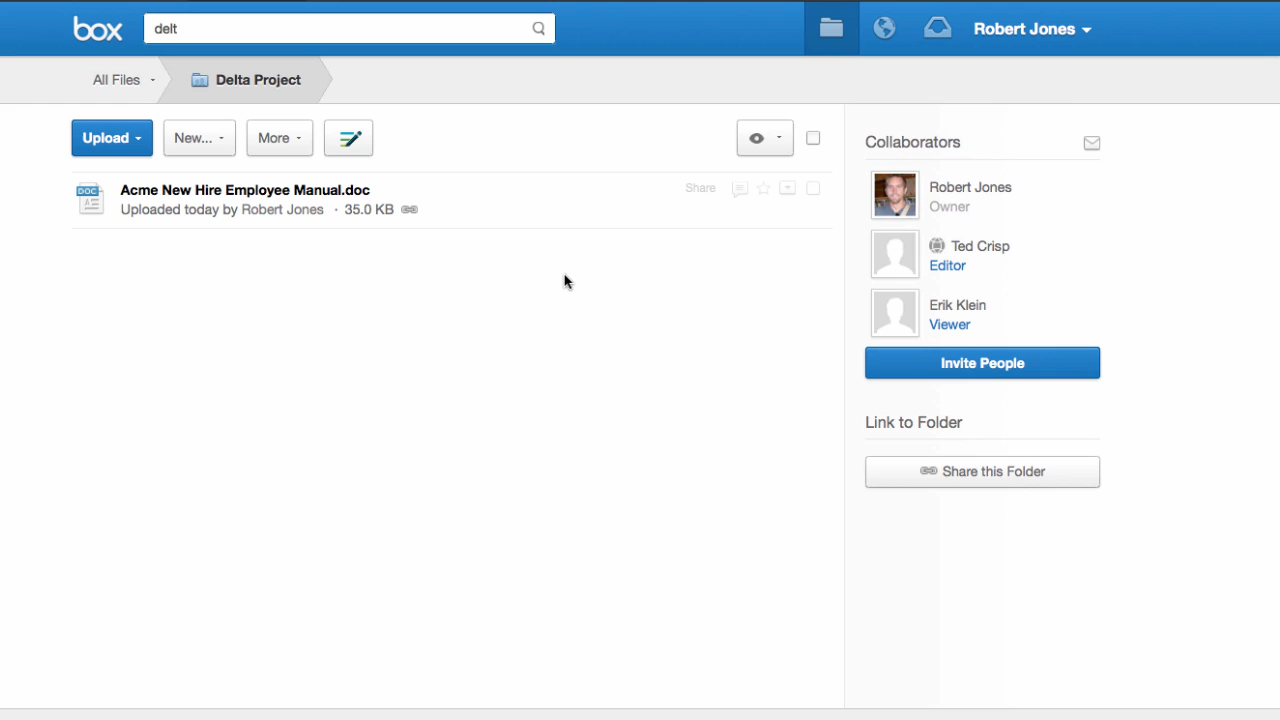 box
delt
Robert Jones
All Files
Delta Project
Upload
New...
More
DOC
Acme New Hire Employee Manual.doc
Share
Uploaded today by Robert Jones · 35.0 KB
Collaborators
Robert Jones
Owner
Ted Crisp
Editor
Erik Klein
Viewer
Invite People
Link to Folder
Share this Folder